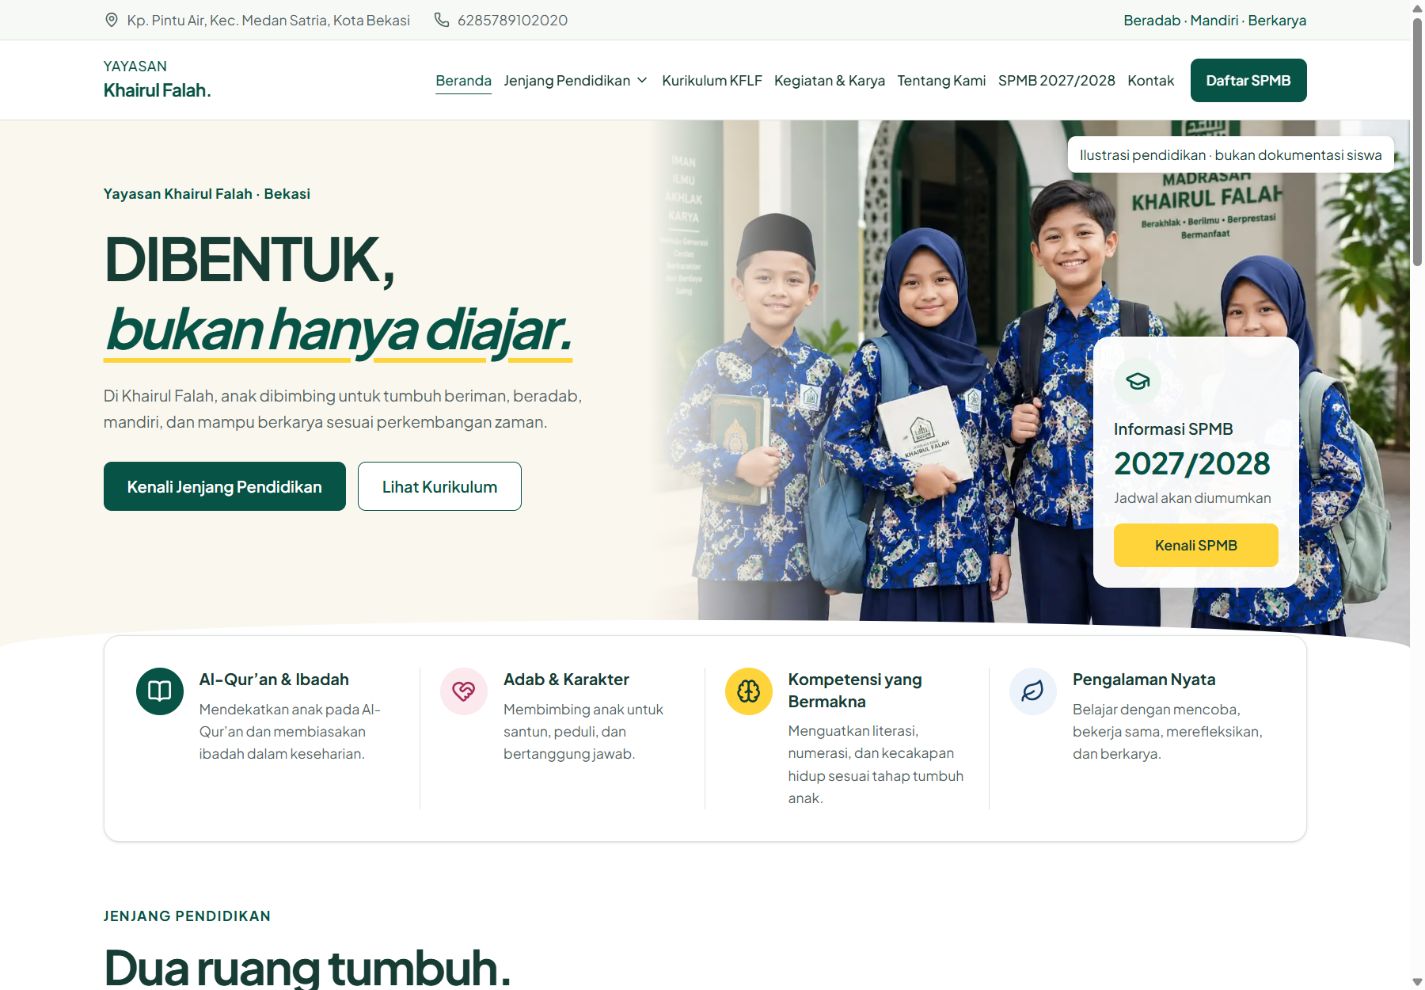 Kp. Pintu Air, Kec. Medan Satria, Kota Bekasi
6285789102020
Beradab · Mandiri · Berkarya
YAYASAN
Khairul Falah.
Beranda
Jenjang Pendidikan
Kurikulum KFLF
Kegiatan & Karya
Tentang Kami
SPMB 2027/2028
Kontak
Daftar SPMB
Ilustrasi pendidikan · bukan dokumentasi siswa
IMAN
ILMU
AKHLAK
KARYA
MADRASAH
KHAIRUL FALAH
Berakhlak • Berilmu • Berprestasi
Bermanfaat
Yayasan Khairul Falah · Bekasi
DIBENTUK,
bukan hanya diajar.
Di Khairul Falah, anak dibimbing untuk tumbuh beriman, beradab,
mandiri, dan mampu berkarya sesuai perkembangan zaman.
Kenali Jenjang Pendidikan
Lihat Kurikulum
KHAIRUL FALAH
Informasi SPMB
2027/2028
Jadwal akan diumumkan
Kenali SPMB
Al-Qur’an & Ibadah
Mendekatkan anak pada Al-
Qur’an dan membiasakan
ibadah dalam keseharian.
Adab & Karakter
Membimbing anak untuk
santun, peduli, dan
bertanggung jawab.
Kompetensi yang
Bermakna
Menguatkan literasi,
numerasi, dan kecakapan
hidup sesuai tahap tumbuh
anak.
Pengalaman Nyata
Belajar dengan mencoba,
bekerja sama, merefleksikan,
dan berkarya.
JENJANG PENDIDIKAN
Dua ruang tumbuh.